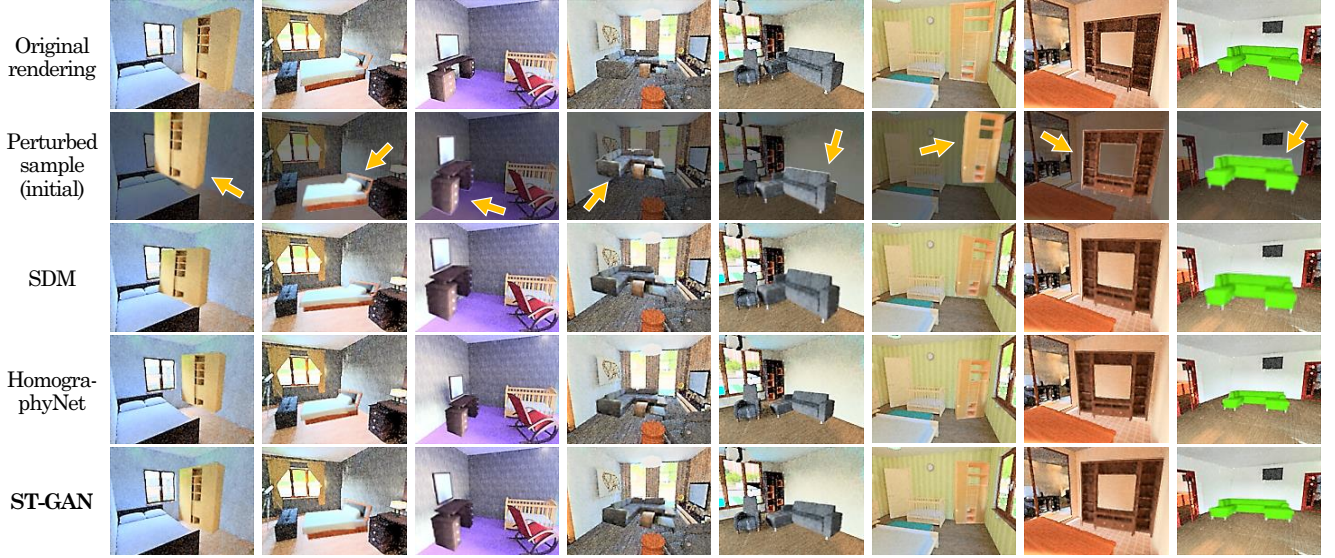 Original
rendering
Perturbed
sample
(initial)
SDM
Homogra-
phyNet
ST-GAN